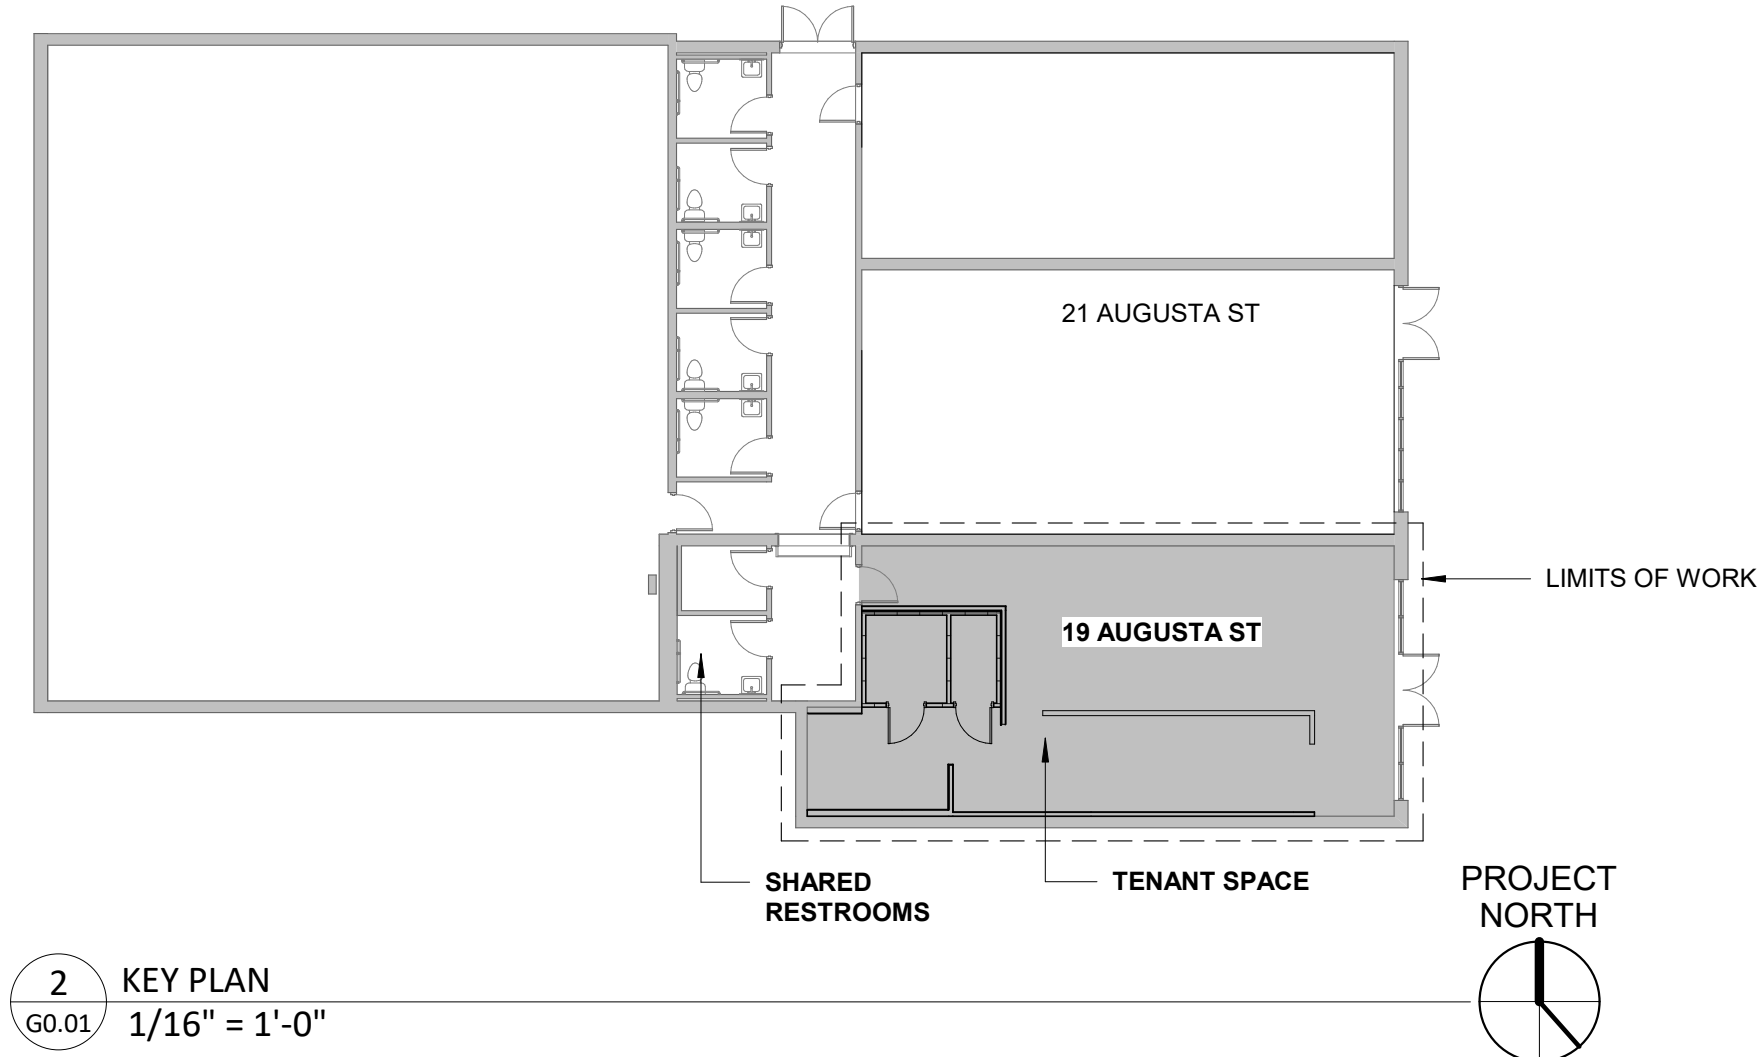 21 AUGUSTA ST
LIMITS OF WORK
19 AUGUSTA ST
SHARED
RESTROOMS
TENANT SPACE
PROJECT
NORTH
2
G0.01
KEY PLAN
1/16" = 1'-0"